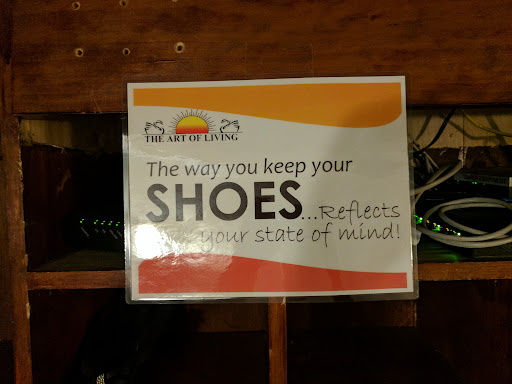 THE ART OF LIVING
The way you keep your
SHOES...Reflects
your state of mind!